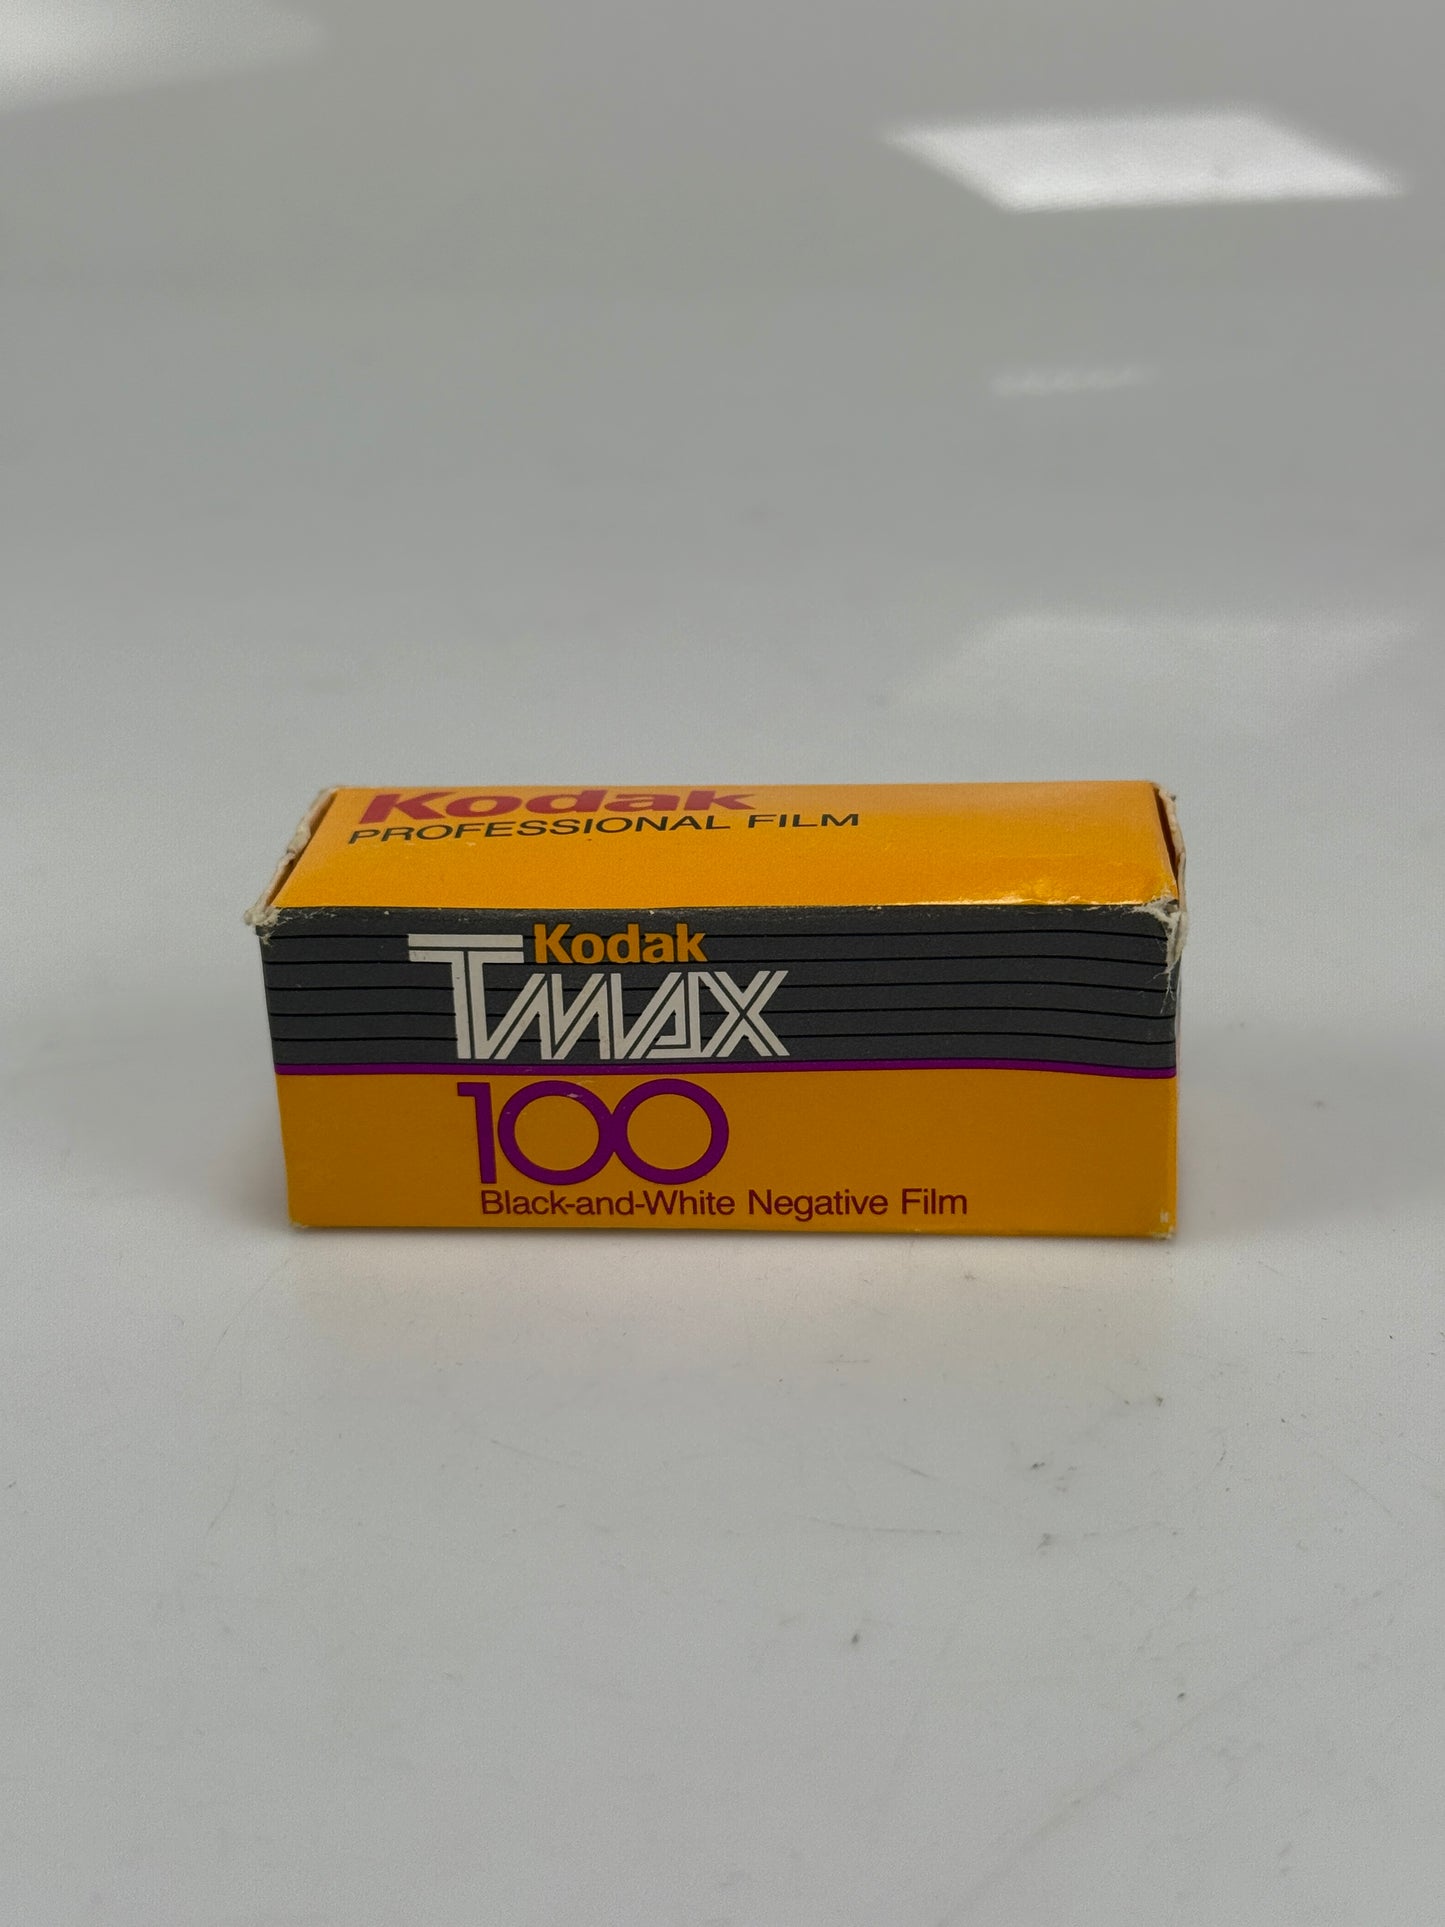 Kodak
PROFESSIONAL FILM
Kodak
TMAX
100
Black-and-White Negative Film